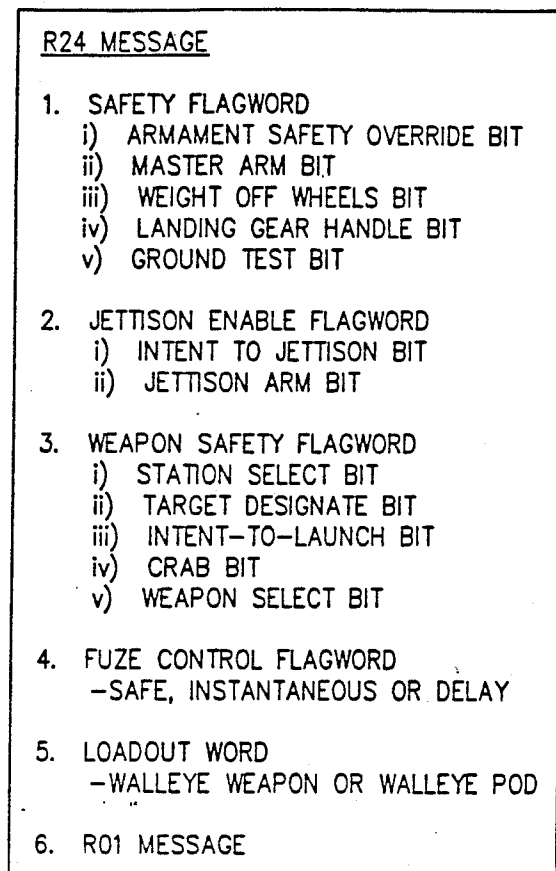 R24 MESSAGE
1. SAFETY FLAGWORD
i) ARMAMENT SAFETY OVERRIDE BIT
ii) MASTER ARM BIT
iii) WEIGHT OFF WHEELS BIT
iv) LANDING GEAR HANDLE BIT
v) GROUND TEST BIT
2. JETTISON ENABLE FLAGWORD
i) INTENT TO JETTISON BIT
ii) JETTISON ARM BIT
3. WEAPON SAFETY FLAGWORD
i) STATION SELECT BIT
ii) TARGET DESIGNATE BIT
iii) INTENT-TO-LAUNCH BIT
iv) CRAB BIT
v) WEAPON SELECT BIT
4. FUZE CONTROL FLAGWORD
-SAFE, INSTANTANEOUS OR DELAY
5. LOADOUT WORD
-WALLEYE WEAPON OR WALLEYE POD
6. R01 MESSAGE